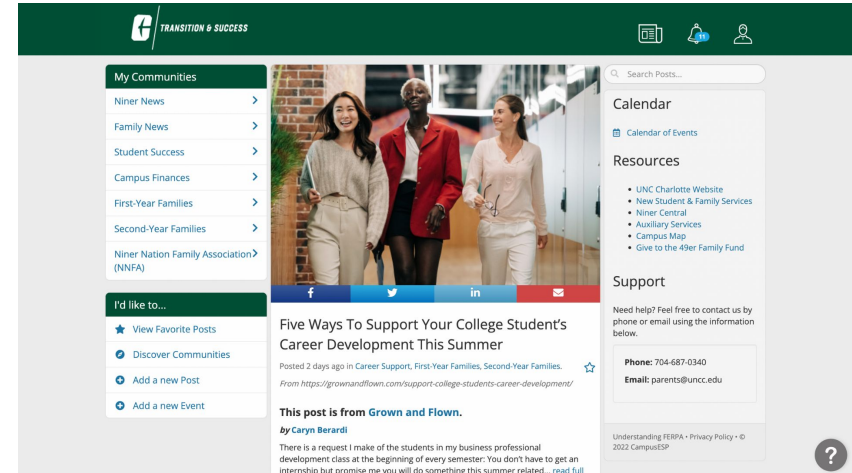 TRANSITION & SUCCESS
11
My Communities
Niner News
Family News
Student Success
Campus Finances
First-Year Families
Second-Year Families
Niner Nation Family Association
(NNFA)
I'd like to...
View Favorite Posts
Discover Communities
Add a new Post
Add a new Event
f
in
Five Ways To Support Your College Student's
Career Development This Summer
Posted 2 days ago in Career Support, First-Year Families, Second-Year Families.
From https://grownandflown.com/support-college-students-career-development/
This post is from Grown and Flown.
by Caryn Berardi
There is a request I make of the students in my business professional
development class at the beginning of every semester: You don't have to get an
internship but promise me you will do something this summer related... read full
Search Posts...
Calendar
Calendar of Events
Resources
• UNC Charlotte Website
• New Student & Family Services
• Niner Central
• Auxiliary Services
• Campus Map
• Give to the 49er Family Fund
Support
Need help? Feel free to contact us by
phone or email using the information
below.
Phone: 704-687-0340
Email: parents@uncc.edu
Understanding FERPA • Privacy Policy • ©
2022 CampusESP
?